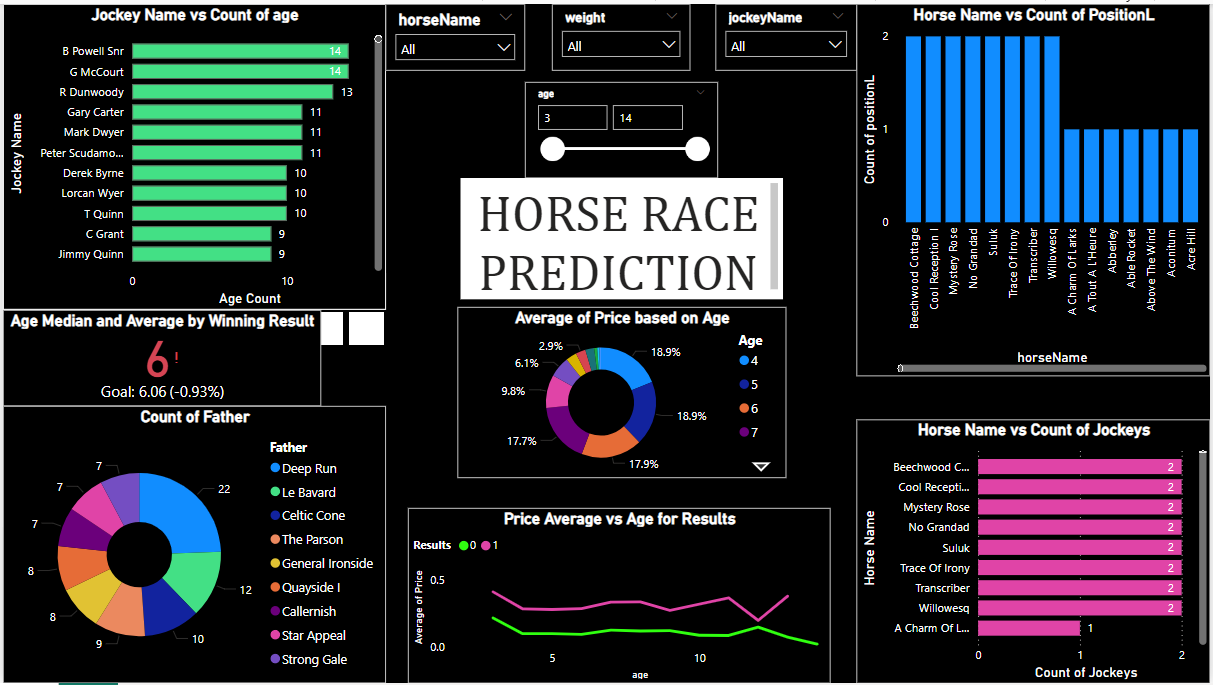 Jockey Name vs Count of age
Jockey Name
B Powell Snr 14
G McCourt 14
R Dunwoody 13
Gary Carter 11
Mark Dwyer 11
Peter Scudamo... 11
Derek Byrne 10
Lorcan Wyer 10
T Quinn 10
C Grant 9
Jimmy Quinn 9
0 10
Age Count
horseName
All
weight
All
jockeyName
All
age
3 14
HORSE RACE
PREDICTION
Horse Name vs Count of PositionL
Count of positionL
2
1
0
Beechwood Cottage
Cool Reception I
Mystery Rose
No Grandad
Suluk
Trace Of Irony
Transcriber
Willowesq
A Charm Of Larks
A Tout A L'Heure
Abberley
Able Rocket
Above The Wind
Aconitum
Acre Hill
horseName
Age Median and Average by Winning Result
6!
Goal: 6.06 (-0.93%)
Average of Price based on Age
2.9%
6.1%
9.8%
17.7%
17.9%
18.9%
18.9%
Age
4
5
6
7
Count of Father
22
12
10
9
8
8
7
7
7
Father
Deep Run
Le Bavard
Celtic Cone
The Parson
General Ironside
Quayside I
Callernish
Star Appeal
Strong Gale
Price Average vs Age for Results
Results 0 1
Average of Price
0.5
0.0
5 10
age
Horse Name vs Count of Jockeys
Horse Name
Beechwood C... 2
Cool Recepti... 2
Mystery Rose 2
No Grandad 2
Suluk 2
Trace Of Irony 2
Transcriber 2
Willowesq 2
A Charm Of L... 1
0 1 2
Count of Jockeys